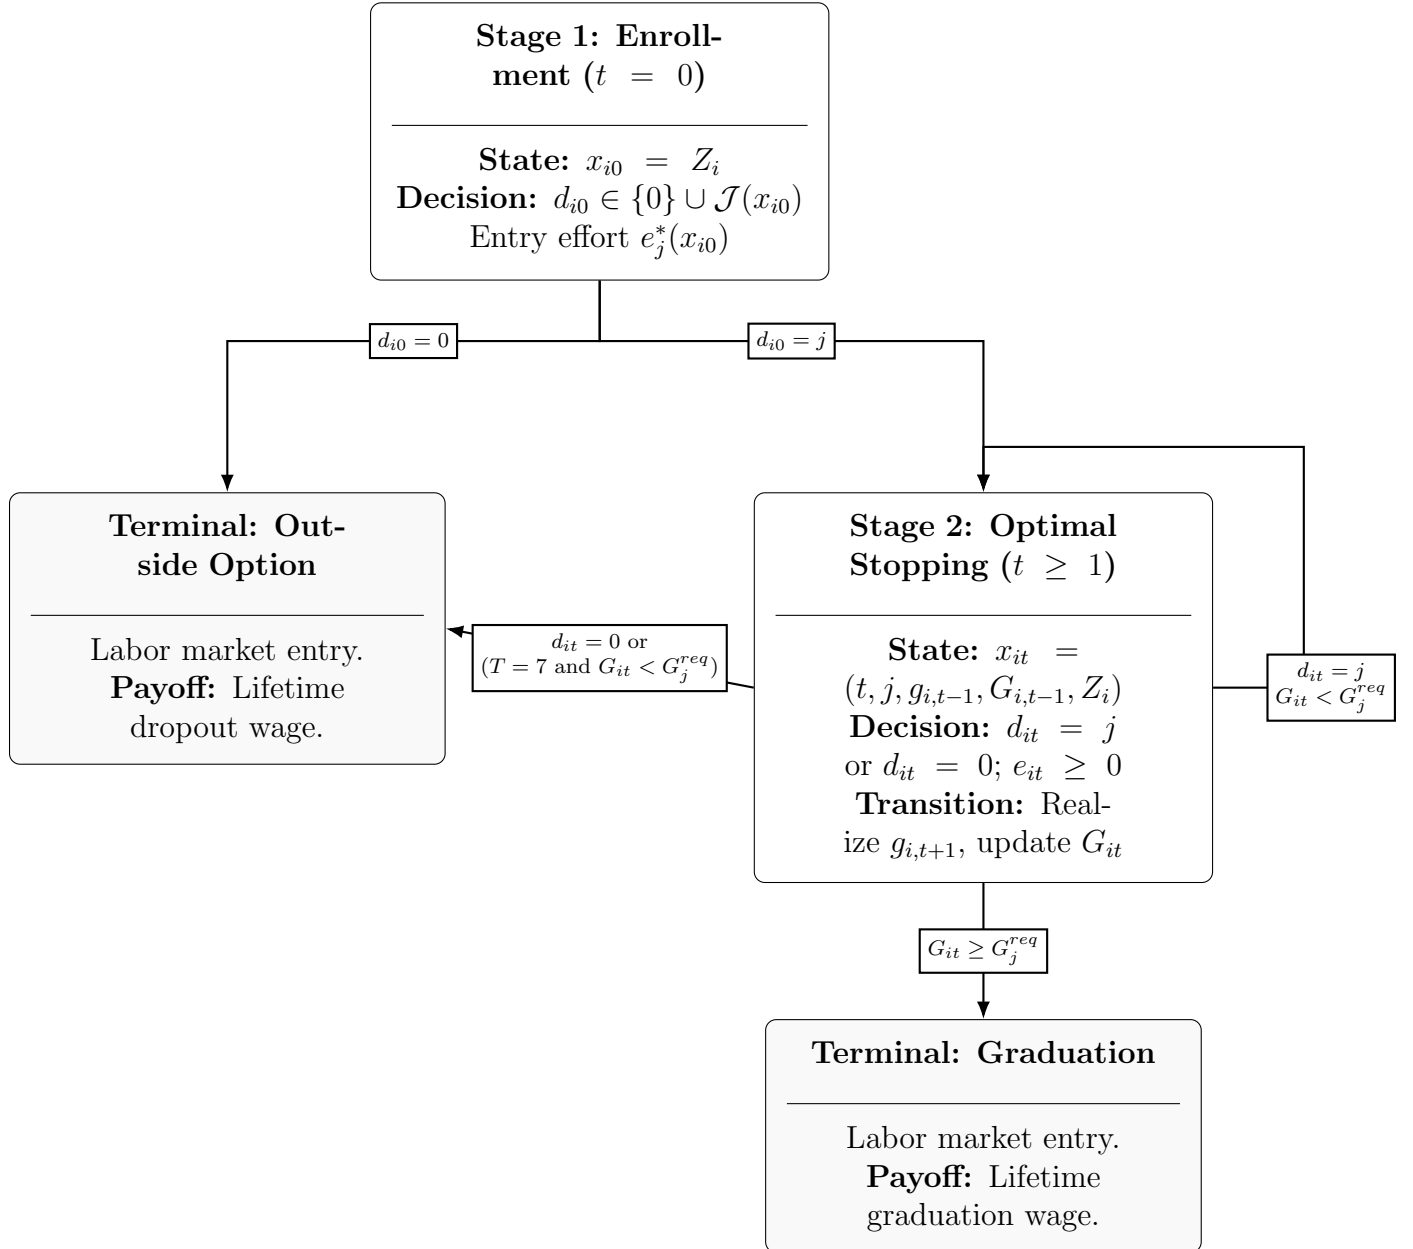 Stage 1: Enroll-
ment (t = 0)
State: x_{i0} = Z_i
Decision: d_{i0} ∈ {0} ∪ 𝒥(x_{i0})
Entry effort e_j^*(x_{i0})
d_{i0} = 0
d_{i0} = j
Terminal: Out-
side Option
Labor market entry.
Payoff: Lifetime
dropout wage.
d_{it} = 0 or
(T = 7 and G_{it} < G_j^{req})
Stage 2: Optimal
Stopping (t ≥ 1)
State: x_{it} =
(t, j, g_{i,t−1}, G_{i,t−1}, Z_i)
Decision: d_{it} = j
or d_{it} = 0; e_{it} ≥ 0
Transition: Real-
ize g_{i,t+1}, update G_{it}
d_{it} = j
G_{it} < G_j^{req}
G_{it} ≥ G_j^{req}
Terminal: Graduation
Labor market entry.
Payoff: Lifetime
graduation wage.